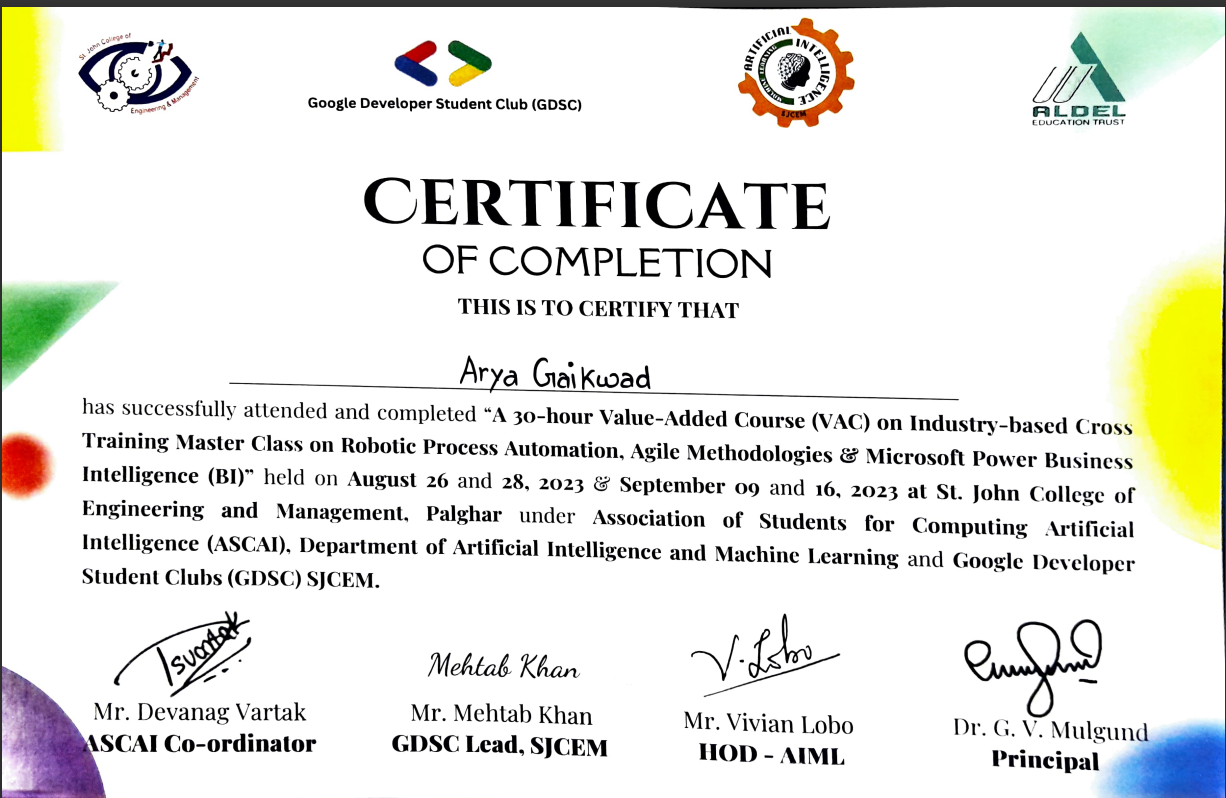 St. John College of
Engineering & Management
Google Developer Student Club (GDSC)
ARTIFICIAL INTELLIGENCE
MACHINE LEARNING
SJCEM
ALDEL
EDUCATION TRUST
CERTIFICATE
OF COMPLETION
THIS IS TO CERTIFY THAT
Arya Gaikwad
has successfully attended and completed “A 30-hour Value-Added Course (VAC) on Industry-based Cross
Training Master Class on Robotic Process Automation, Agile Methodologies & Microsoft Power Business
Intelligence (BI)” held on August 26 and 28, 2023 & September 09 and 16, 2023 at St. John College of
Engineering and Management, Palghar under Association of Students for Computing Artificial
Intelligence (ASCAI), Department of Artificial Intelligence and Machine Learning and Google Developer
Student Clubs (GDSC) SJCEM.
Mehtab Khan
V. Lobo
Mr. Devanag Vartak
Mr. Mehtab Khan
Mr. Vivian Lobo
Dr. G. V. Mulgund
ASCAI Co-ordinator
GDSC Lead, SJCEM
HOD - AIML
Principal